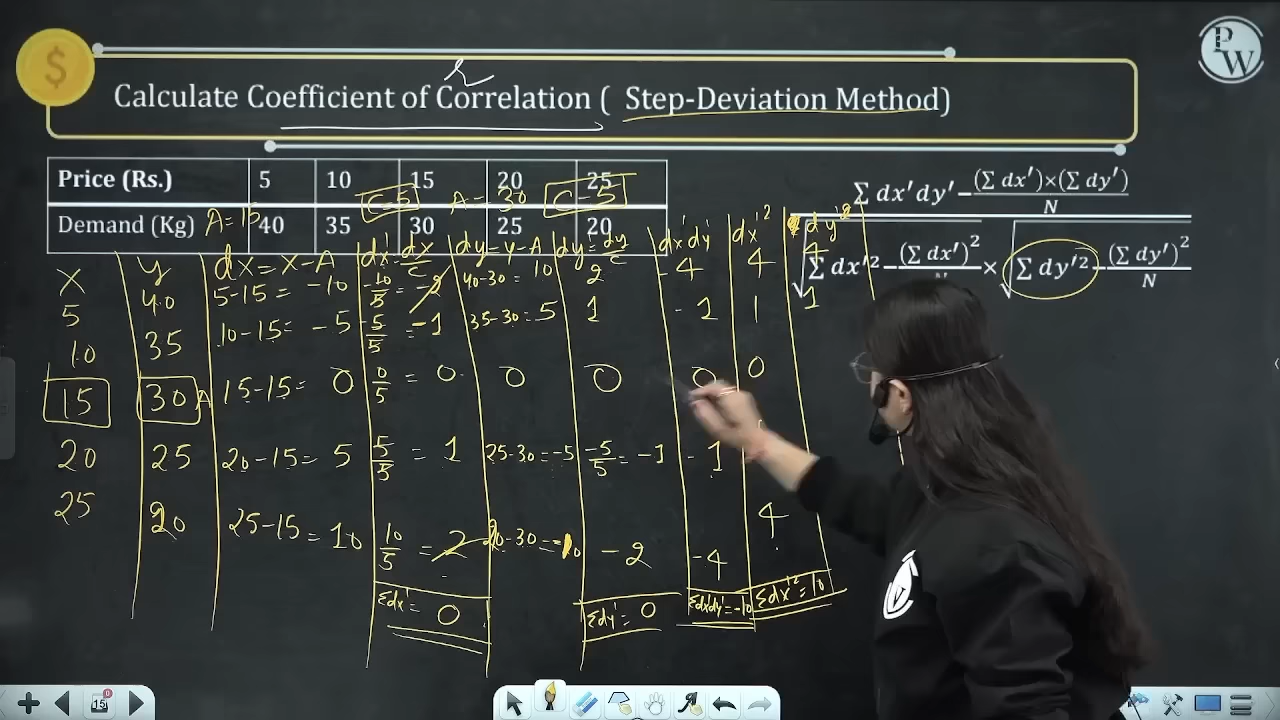 $
PW
r
Calculate Coefficient of Correlation ( Step-Deviation Method)
Price (Rs.) 5 10 15 20 25
C=5 A=30 C=5
Demand (Kg) 40 35 30 25 20
A=15
∑ dx′dy′ − (∑ dx′)×(∑ dy′) / N
√ ∑ dx′2 − (∑ dx′)2 / N × √ ∑ dy′2 − (∑ dy′)2 / N
X y dx = X-A dx′ = dx/C dy=y-A dy′= dy/C dx′dy′ dx′2 dy′2
5 40 5-15 = -10 -10/5 = -2 40-30 = 10 2 -4 4 4
10 35 10-15= -5 -5/5 = -1 35-30 = 5 1 -1 1 1
15 30 A 15-15= 0 0/5 = 0 0 0 0 0
20 25 20-15= 5 5/5 = 1 25-30 = -5 -5/5 = -1 -1
25 20 25-15 = 10 10/5 = 2 20-30 = -10 -2 -4 4
Σdx′ = 0 Σdy′ = 0 Σdx′dy′ = -10 Σdx′2 = 10
15